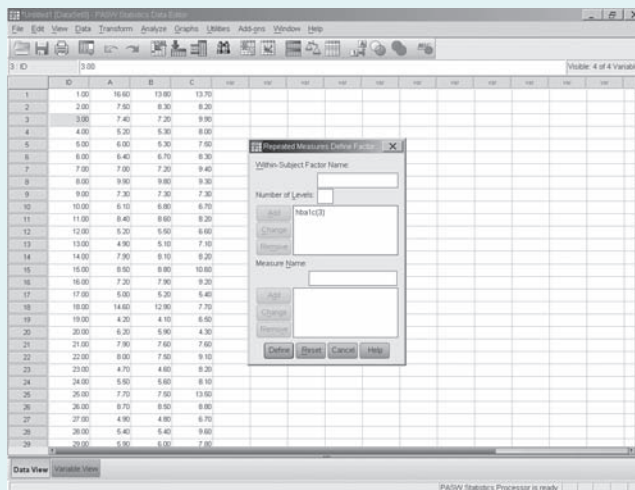 *Untitled1 [DataSet0] - PASW Statistics Data Editor
File Edit View Data Transform Analyze Graphs Utilities Add-ons Window Help
3 : ID 3.00 Visible: 4 of 4 Variabl
ID A B C var var var var var var var var var
1 1.00 16.60 13.80 13.70
2 2.00 7.50 8.30 8.20
3 3.00 7.40 7.20 9.90
4 4.00 5.20 5.30 8.00
5 5.00 6.00 5.30 7.50
6 6.00 6.40 6.70 8.30
7 7.00 7.00 7.20 9.40
8 8.00 9.90 9.80 9.30
9 9.00 7.30 7.30 7.30
10 10.00 6.10 6.80 6.70
11 11.00 8.40 8.60 8.20
12 12.00 5.20 5.50 6.60
13 13.00 4.90 5.10 7.10
14 14.00 7.90 8.10 8.20
15 15.00 8.50 8.80 10.60
16 16.00 7.20 7.90 9.20
17 17.00 5.00 5.20 5.40
18 18.00 14.60 12.90 7.70
19 19.00 4.20 4.10 6.50
20 20.00 6.20 5.90 4.30
21 21.00 7.90 7.60 7.60
22 22.00 8.00 7.50 9.10
23 23.00 4.70 4.60 8.20
24 24.00 5.50 5.60 8.10
25 25.00 7.70 7.50 13.50
26 26.00 8.70 8.50 8.80
27 27.00 4.90 4.80 6.70
28 28.00 5.40 5.40 9.60
29 29.00 5.90 6.00 7.80
Repeated Measures Define Factor
Within-Subject Factor Name:
Number of Levels:
Add
Change
Remove
hba1c(3)
Measure Name:
Add
Change
Remove
Define Reset Cancel Help
Data View Variable View
PASW Statistics Processor is ready